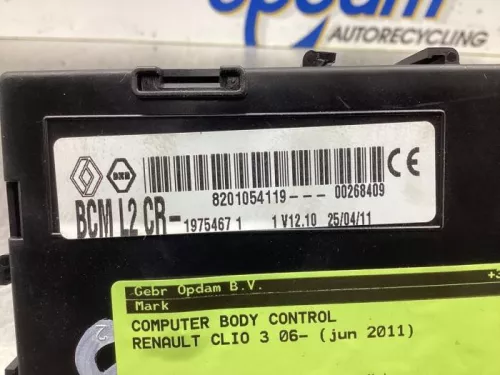 opdam
AUTORECYCLING
8201054119--- 00268409
CE
BCM L2 CR-
1975467 1 1 V12.10 25/04/11
Gebr Opdam B.V.
Mark
COMPUTER BODY CONTROL
RENAULT CLIO 3 06- (jun 2011)